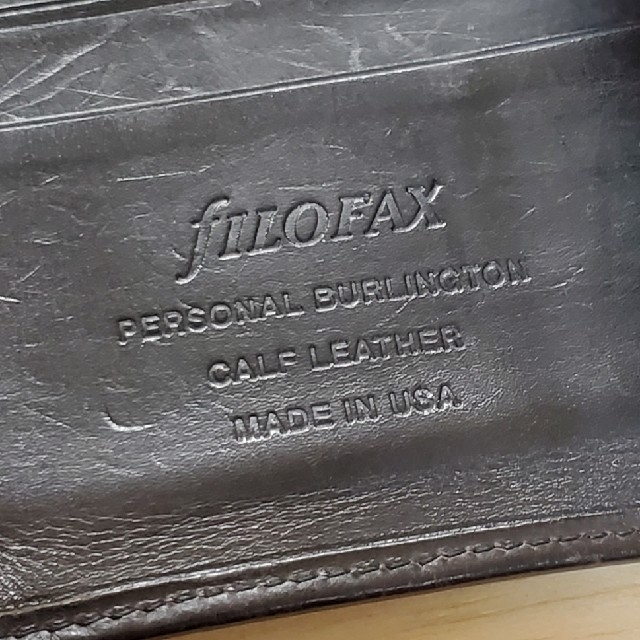 fILOFAX
PERSONAL BURLINGTON
CALF LEATHER
MADE IN USA